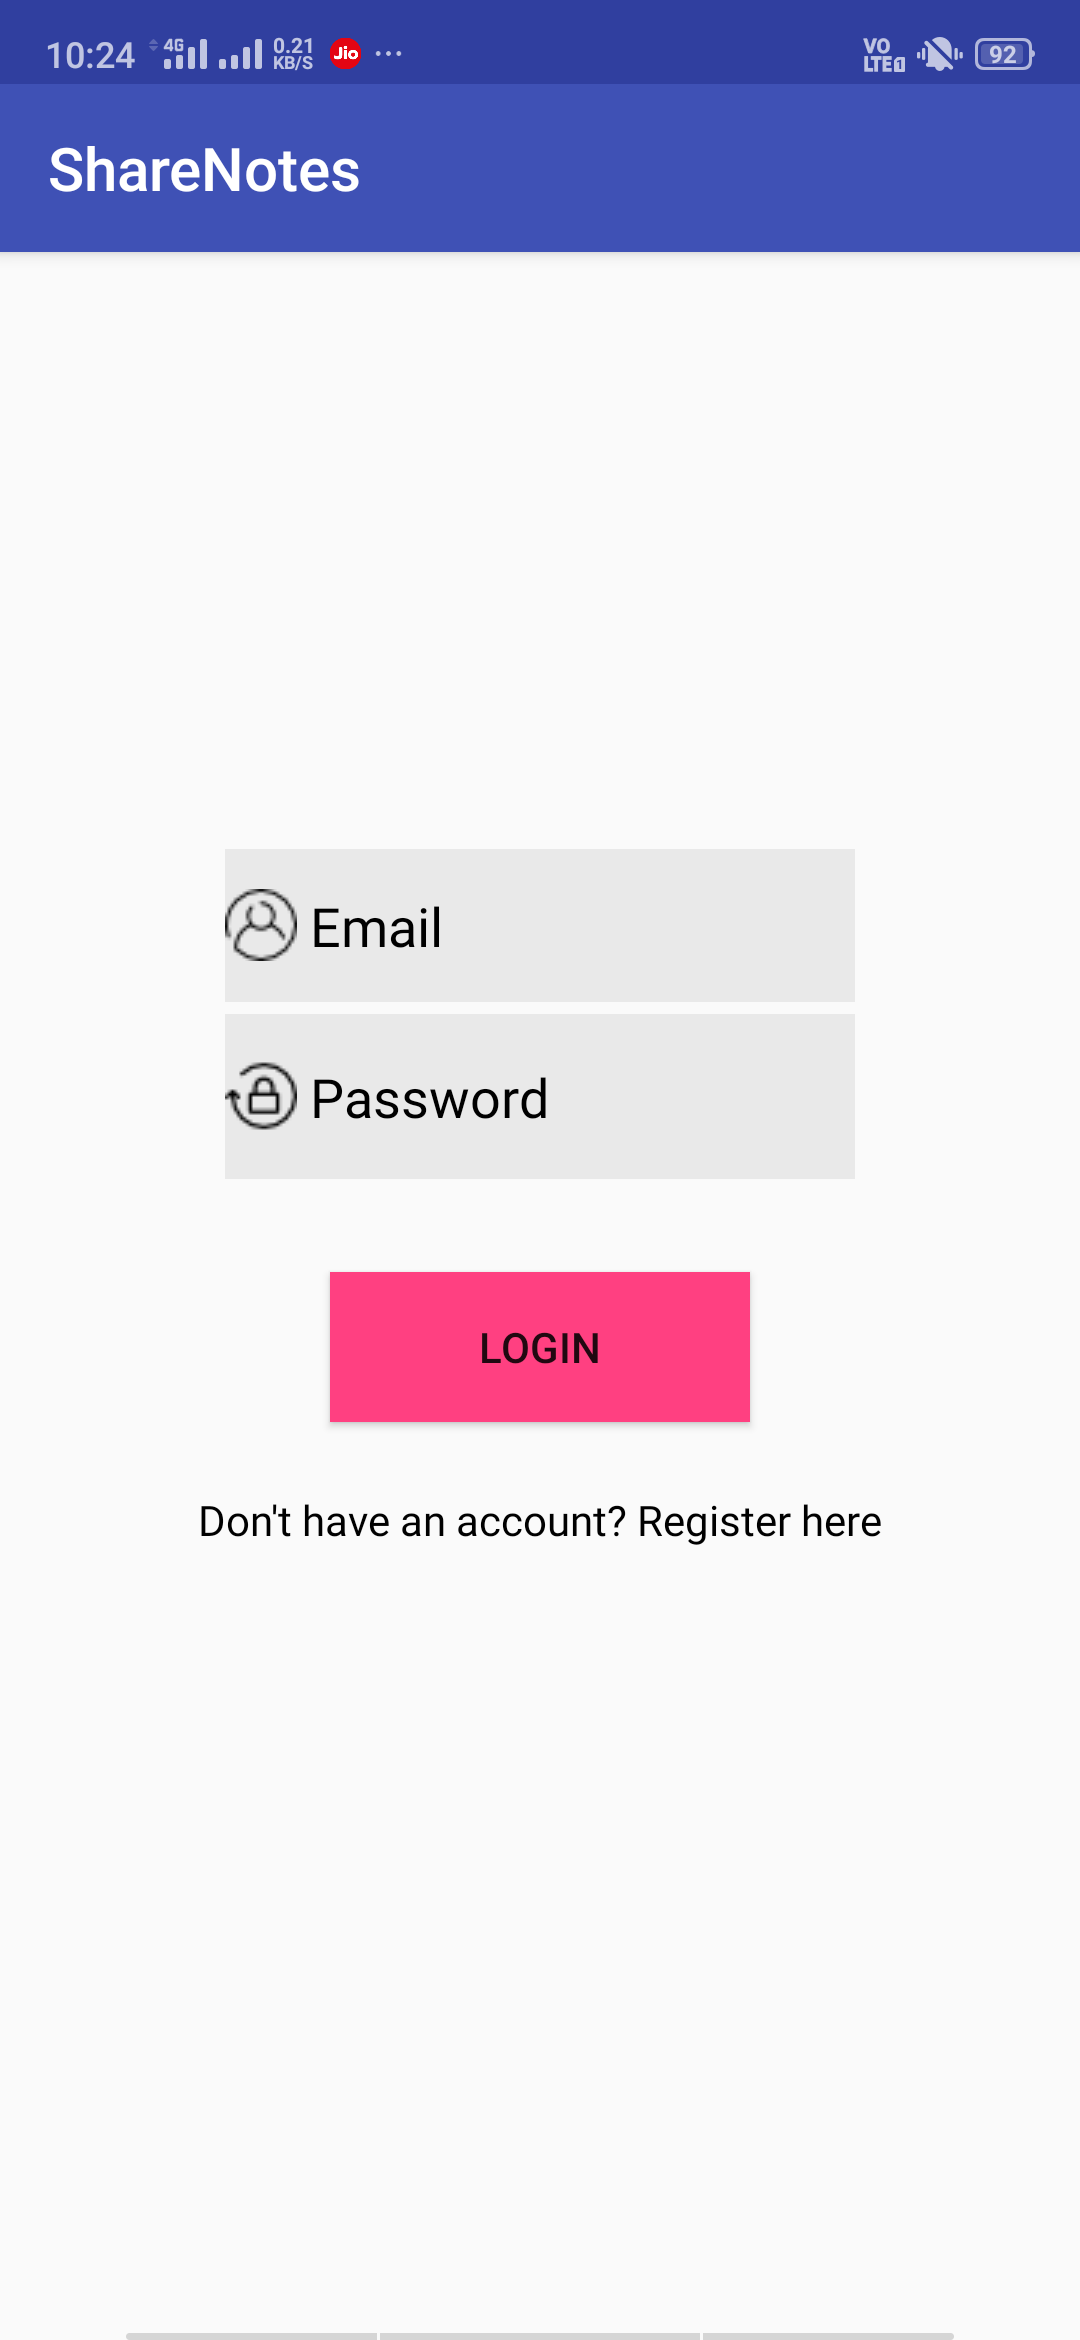 10:24 4G 0.21 KB/S Jio ... VO LTE 1 92
ShareNotes
Email
Password
LOGIN
Don't have an account? Register here